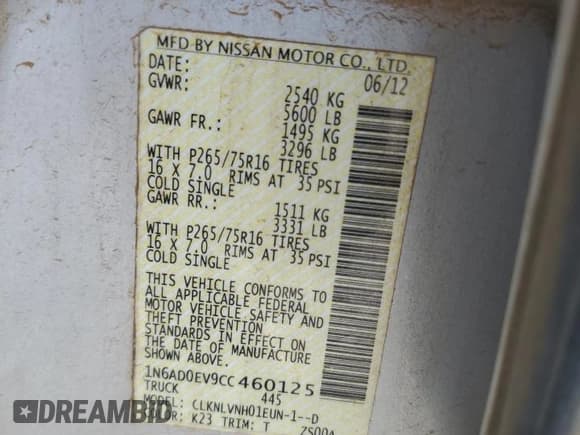 MFD BY NISSAN MOTOR CO., LTD.
DATE: 06/12
GVWR: 2540 KG
5600 LB
GAWR FR.: 1495 KG
3296 LB
WITH P265/75R16 TIRES
16 X 7.0 RIMS AT 35 PSI
COLD SINGLE
GAWR RR.: 1511 KG
3331 LB
WITH P265/75R16 TIRES
16 X 7.0 RIMS AT 35 PSI
COLD SINGLE
THIS VEHICLE CONFORMS TO
ALL APPLICABLE FEDERAL
MOTOR VEHICLE SAFETY AND
THEFT PREVENTION
STANDARDS IN EFFECT ON
THE DATE OF MANUFACTURE
SHOWN ABOVE.
1N6AD0EV9CC460125
TRUCK 445
MODEL: CLKNLVNH01EUN-1--D
K23 TRIM: T
AUTOHELPERBOT.COM